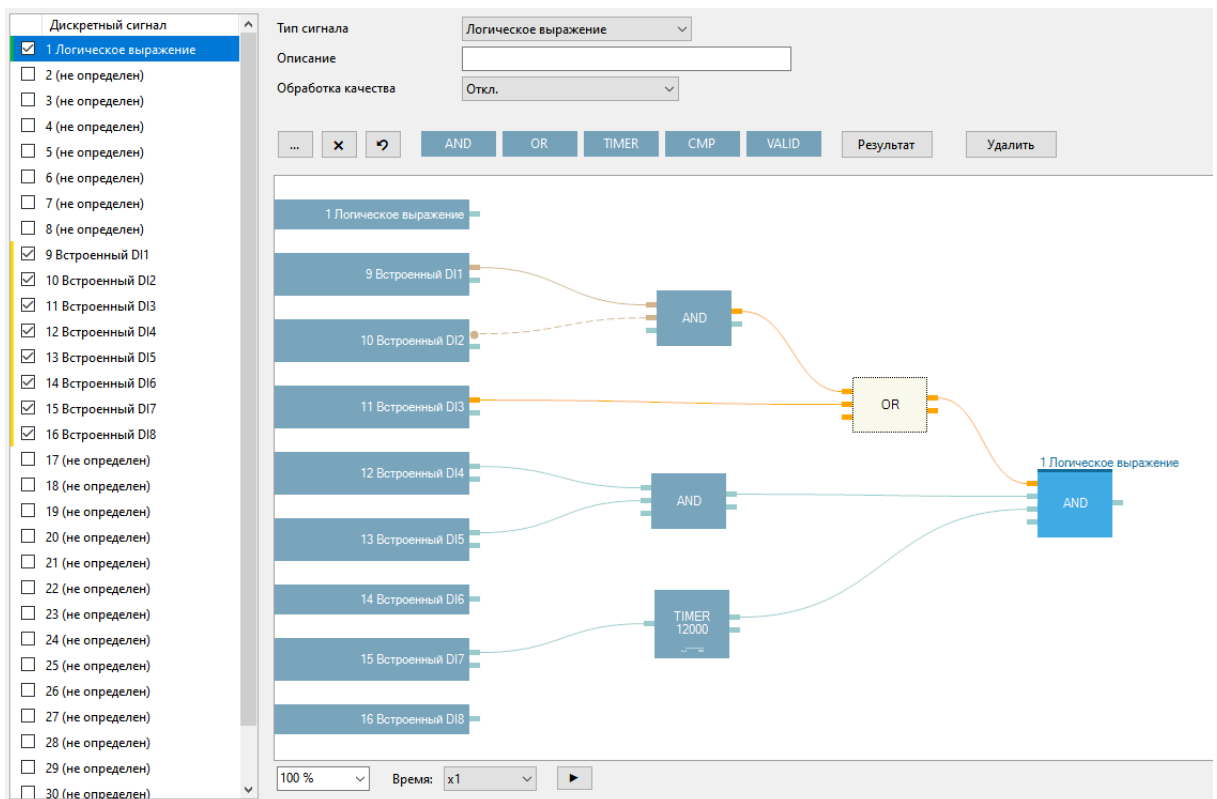 Дискретный сигнал
1 Логическое выражение
2 (не определен)
3 (не определен)
4 (не определен)
5 (не определен)
6 (не определен)
7 (не определен)
8 (не определен)
9 Встроенный DI1
10 Встроенный DI2
11 Встроенный DI3
12 Встроенный DI4
13 Встроенный DI5
14 Встроенный DI6
15 Встроенный DI7
16 Встроенный DI8
17 (не определен)
18 (не определен)
19 (не определен)
20 (не определен)
21 (не определен)
22 (не определен)
23 (не определен)
24 (не определен)
25 (не определен)
26 (не определен)
27 (не определен)
28 (не определен)
29 (не определен)
30 (не определен)
Тип сигнала
Логическое выражение
Описание
Обработка качества
Откл.
...
AND
OR
TIMER
CMP
VALID
Результат
Удалить
1 Логическое выражение
9 Встроенный DI1
10 Встроенный DI2
11 Встроенный DI3
12 Встроенный DI4
13 Встроенный DI5
14 Встроенный DI6
15 Встроенный DI7
16 Встроенный DI8
AND
OR
AND
TIMER
12000
1 Логическое выражение
AND
100 %
Время:
x1